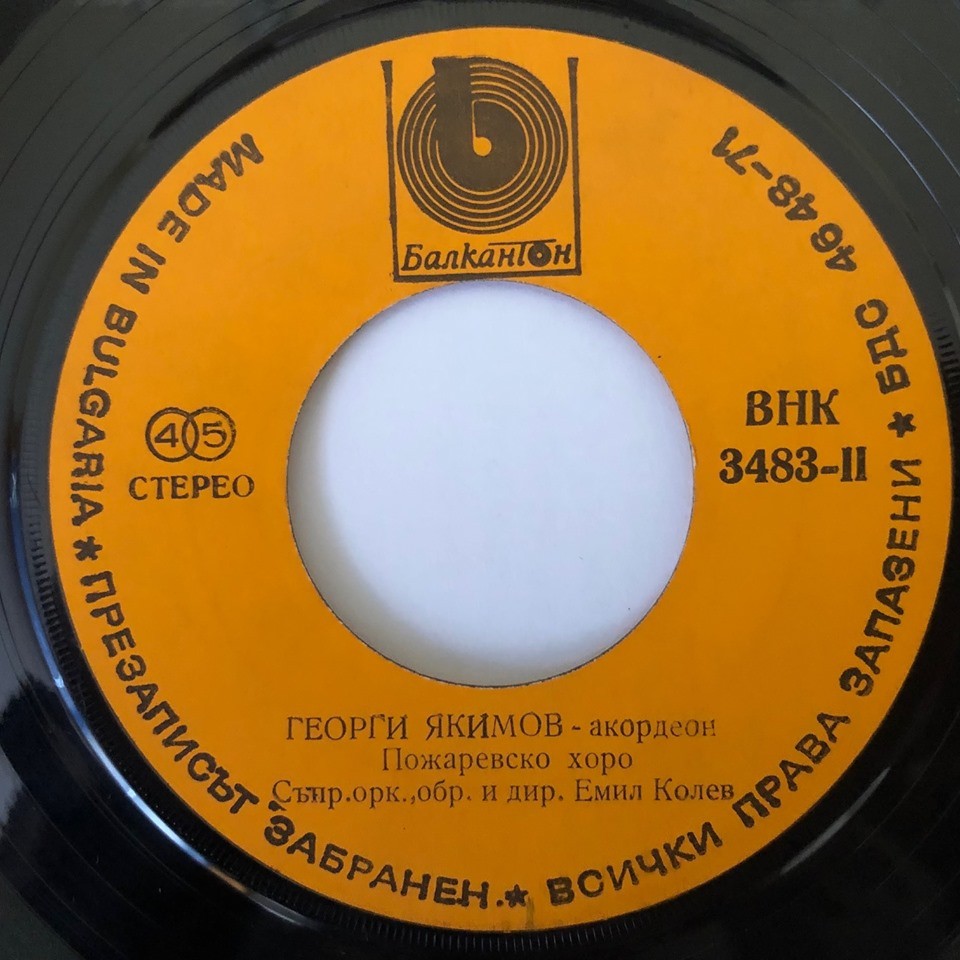 Балкантон
45
СТЕРЕО
ВНК
3483-II
ГЕОРГИ ЯКИМОВ - акордеон
Пожаревско хоро
Съпр.орк.,обр. и дир. Емил Колев
MADE IN BULGARIA * ПРЕЗАПИСЪТ ЗАБРАНЕН. * ВСИЧКИ ПРАВА ЗАПАЗЕНИ * БДС 4648-71